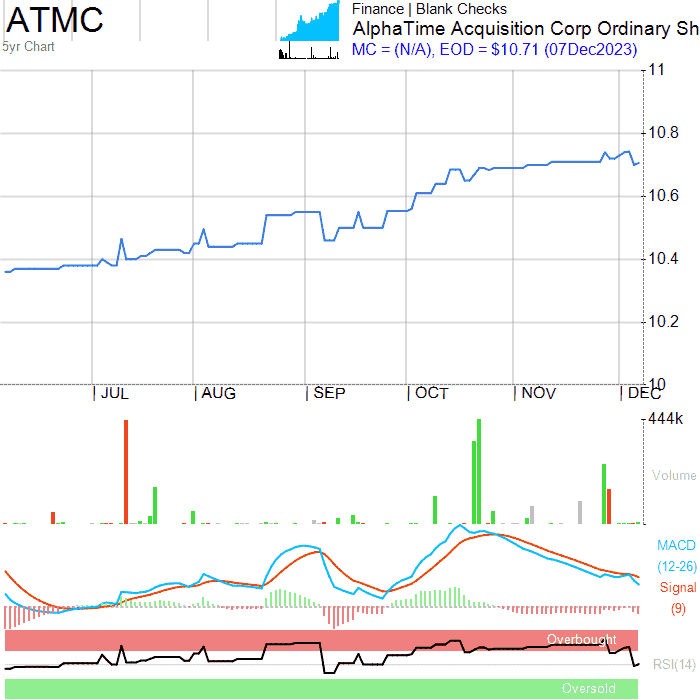 ATMC
5yr Chart
Finance | Blank Checks
AlphaTime Acquisition Corp Ordinary Sh
MC = (N/A), EOD = $10.71 (07Dec2023)
11
10.8
10.6
10.4
10.2
10
| JUL | AUG | SEP | OCT | NOV | DEC
444k
Volume
MACD
(12-26)
Signal
(9)
Overbought
RSI(14)
Oversold